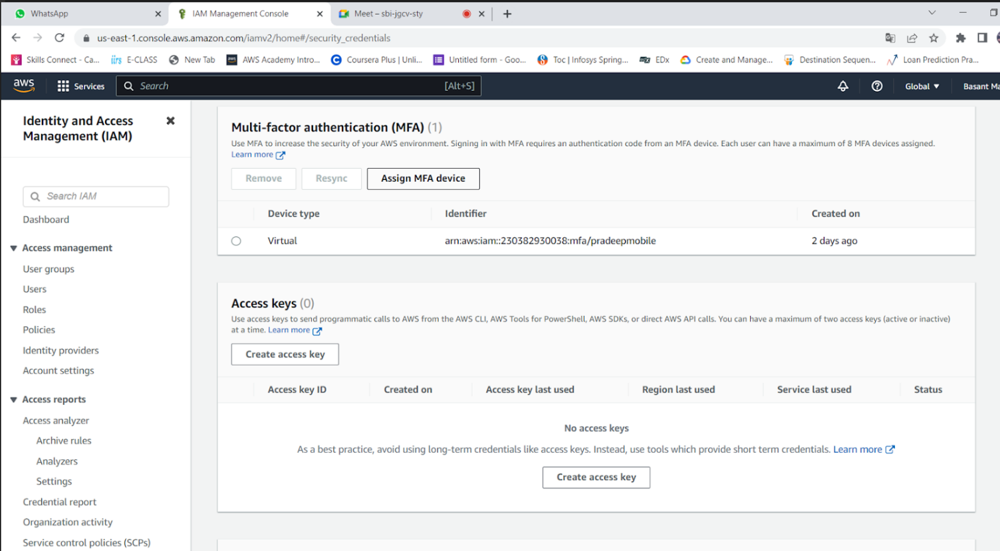 WhatsApp
IAM Management Console
Meet – sbi-jgcv-sty
us-east-1.console.aws.amazon.com/iamv2/home#/security_credentials
Skills Connect - Ca...
iirs E-CLASS
New Tab
AWS Academy Intro...
Coursera Plus | Unli...
Untitled form - Goo...
Toc | Infosys Spring...
EDx
Create and Manage...
Destination Sequen...
Loan Prediction Pra...
aws
Services
Search
[Alt+S]
Global
Basant Ma
Identity and Access
Management (IAM)
Search IAM
Dashboard
Access management
User groups
Users
Roles
Policies
Identity providers
Account settings
Access reports
Access analyzer
Archive rules
Analyzers
Settings
Credential report
Organization activity
Service control policies (SCPs)
Multi-factor authentication (MFA) (1)
Use MFA to increase the security of your AWS environment. Signing in with MFA requires an authentication code from an MFA device. Each user can have a maximum of 8 MFA devices assigned.
Learn more
Remove
Resync
Assign MFA device
Device type Identifier Created on
Virtual arn:aws:iam::230382930038:mfa/pradeepmobile 2 days ago
Access keys (0)
Use access keys to send programmatic calls to AWS from the AWS CLI, AWS Tools for PowerShell, AWS SDKs, or direct AWS API calls. You can have a maximum of two access keys (active or inactive)
at a time. Learn more
Create access key
Access key ID Created on Access key last used Region last used Service last used Status
No access keys
As a best practice, avoid using long-term credentials like access keys. Instead, use tools which provide short term credentials. Learn more
Create access key